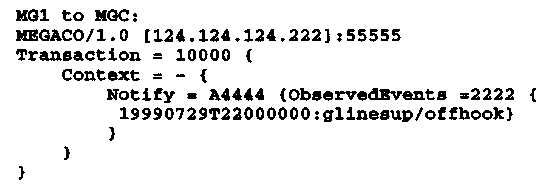 MG1 to MGC:
MEGACO/1.0 [124.124.124.222]:55555
Transaction = 10000 {
    Context = - {
        Notify = A4444 {ObservedEvents =2222 {
         19990729T22000000:glinesup/offhook}
        }
    }
}